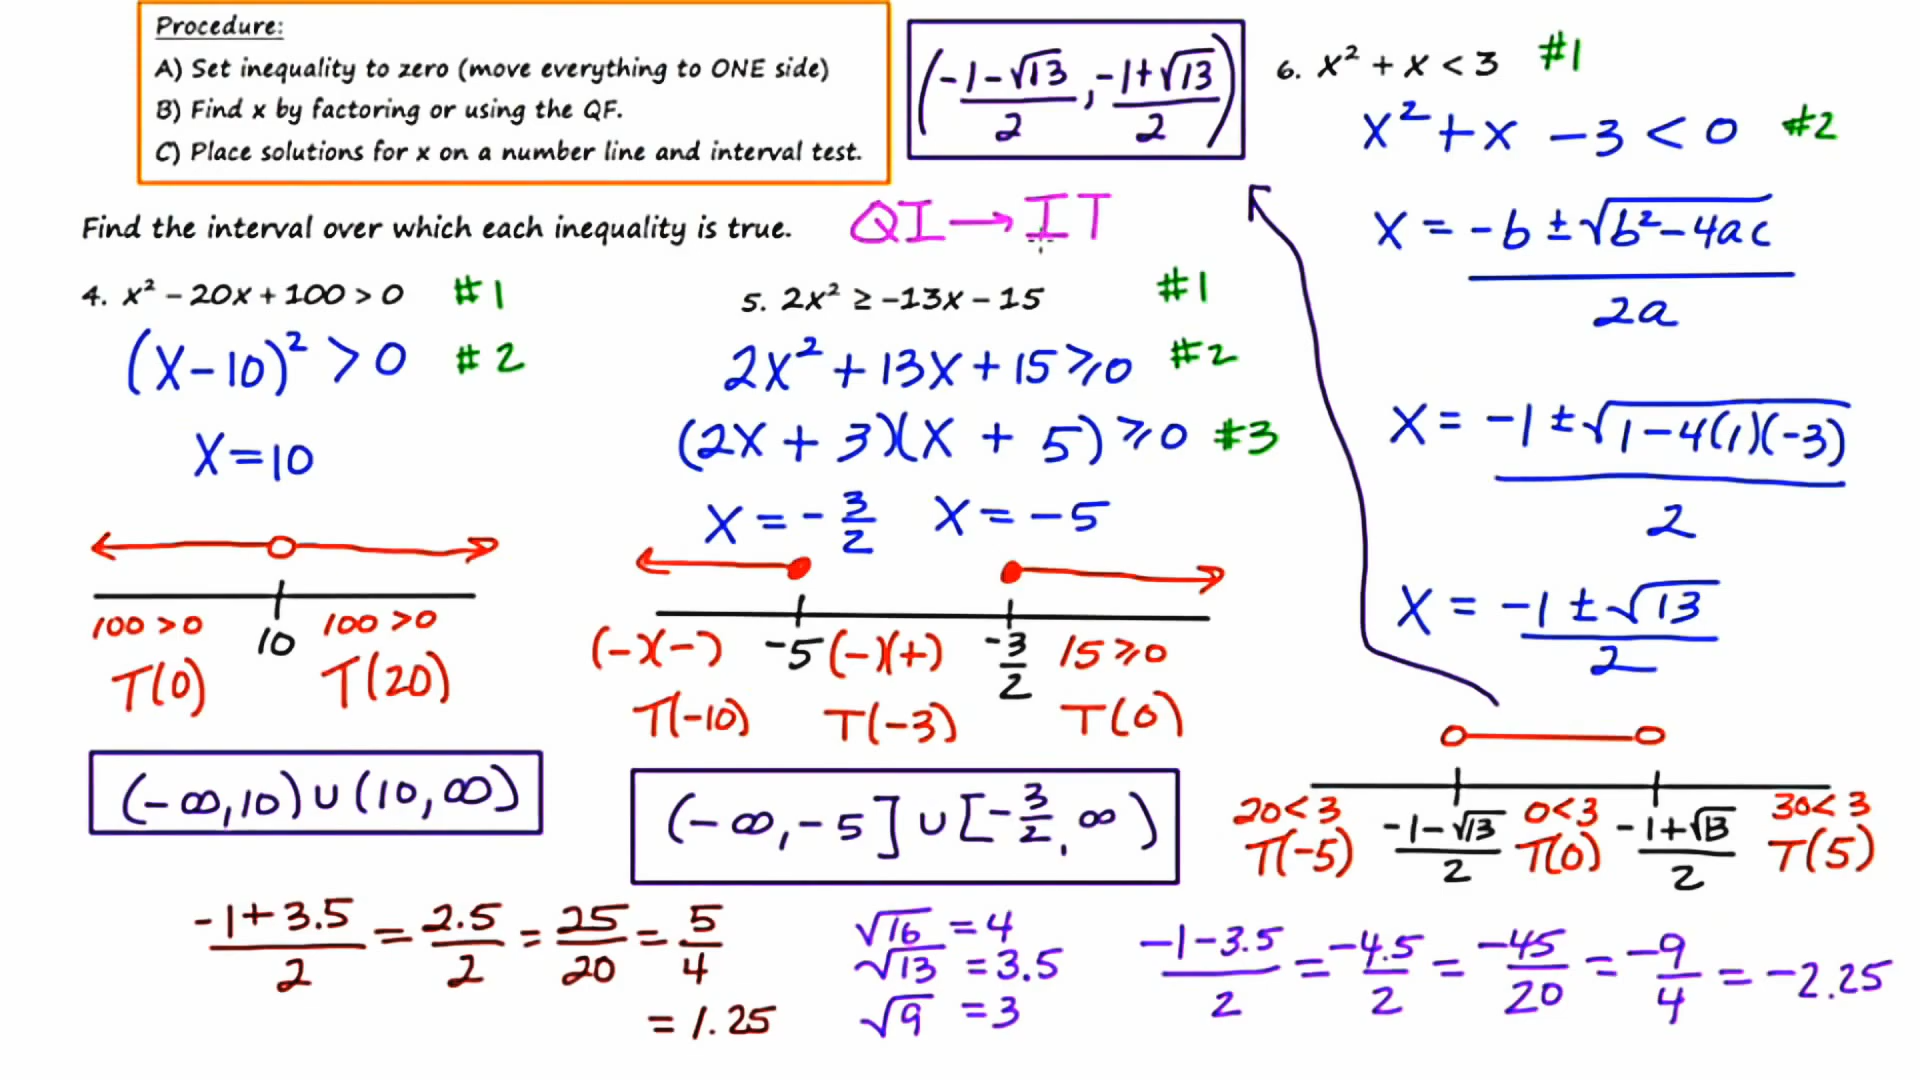 Procedure:
A) Set inequality to zero (move everything to ONE side)
B) Find x by factoring or using the QF.
C) Place solutions for x on a number line and interval test.
Find the interval over which each inequality is true.
QI → IT
4. x² − 20x + 100 > 0 #1
(x−10)² > 0 #2
x = 10
100 > 0 10 100 > 0
T(0) T(20)
(−∞,10) ∪ (10,∞)
5. 2x² ≥ −13x − 15 #1
2x² + 13x + 15 ≥ 0 #2
(2x + 3)(x + 5) ≥ 0 #3
x = −3/2 x = −5
(−)(−) −5 (−)(+) −3/2 15 ≥ 0
T(−10) T(−3) T(0)
(−∞,−5] ∪ [−3/2, ∞)
6. x² + x < 3 #1
x² + x − 3 < 0 #2
x = −b ± √b²−4ac
2a
x = −1 ± √1−4(1)(−3)
2
x = −1 ± √13
2
20 < 3 −1−√13 0 < 3 −1+√13 30 < 3
T(−5) 2 T(0) 2 T(5)
(−1−√13 , −1+√13)
2 2
−1+3.5/2 = 2.5/2 = 25/20 = 5/4
= 1.25
√16 = 4
√13 = 3.5
√9 = 3
−1−3.5/2 = −4.5/2 = −45/20 = −9/4 = −2.25